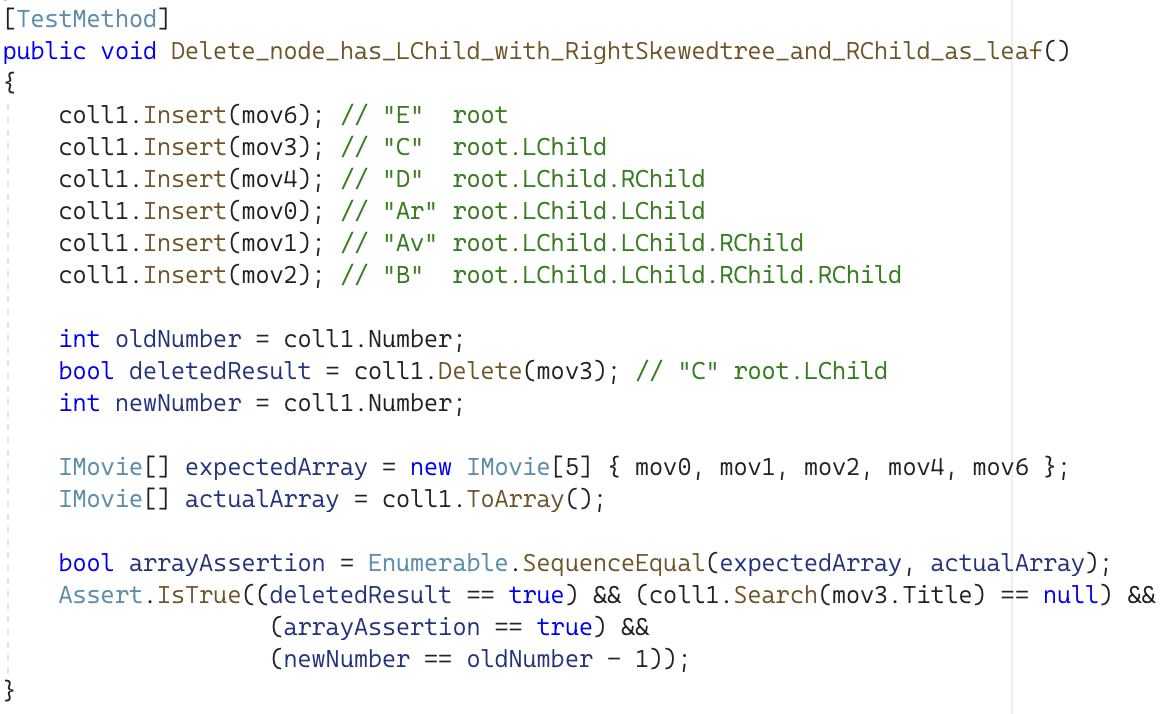 [TestMethod]
public void Delete_node_has_LChild_with_RightSkewedtree_and_RChild_as_leaf()
{
    coll1.Insert(mov6); // "E"  root
    coll1.Insert(mov3); // "C"  root.LChild
    coll1.Insert(mov4); // "D"  root.LChild.RChild
    coll1.Insert(mov0); // "Ar" root.LChild.LChild
    coll1.Insert(mov1); // "Av" root.LChild.LChild.RChild
    coll1.Insert(mov2); // "B"  root.LChild.LChild.RChild.RChild

    int oldNumber = coll1.Number;
    bool deletedResult = coll1.Delete(mov3); // "C" root.LChild
    int newNumber = coll1.Number;

    IMovie[] expectedArray = new IMovie[5] { mov0, mov1, mov2, mov4, mov6 };
    IMovie[] actualArray = coll1.ToArray();

    bool arrayAssertion = Enumerable.SequenceEqual(expectedArray, actualArray);
    Assert.IsTrue((deletedResult == true) && (coll1.Search(mov3.Title) == null) &&
                   (arrayAssertion == true) &&
                   (newNumber == oldNumber - 1));
}